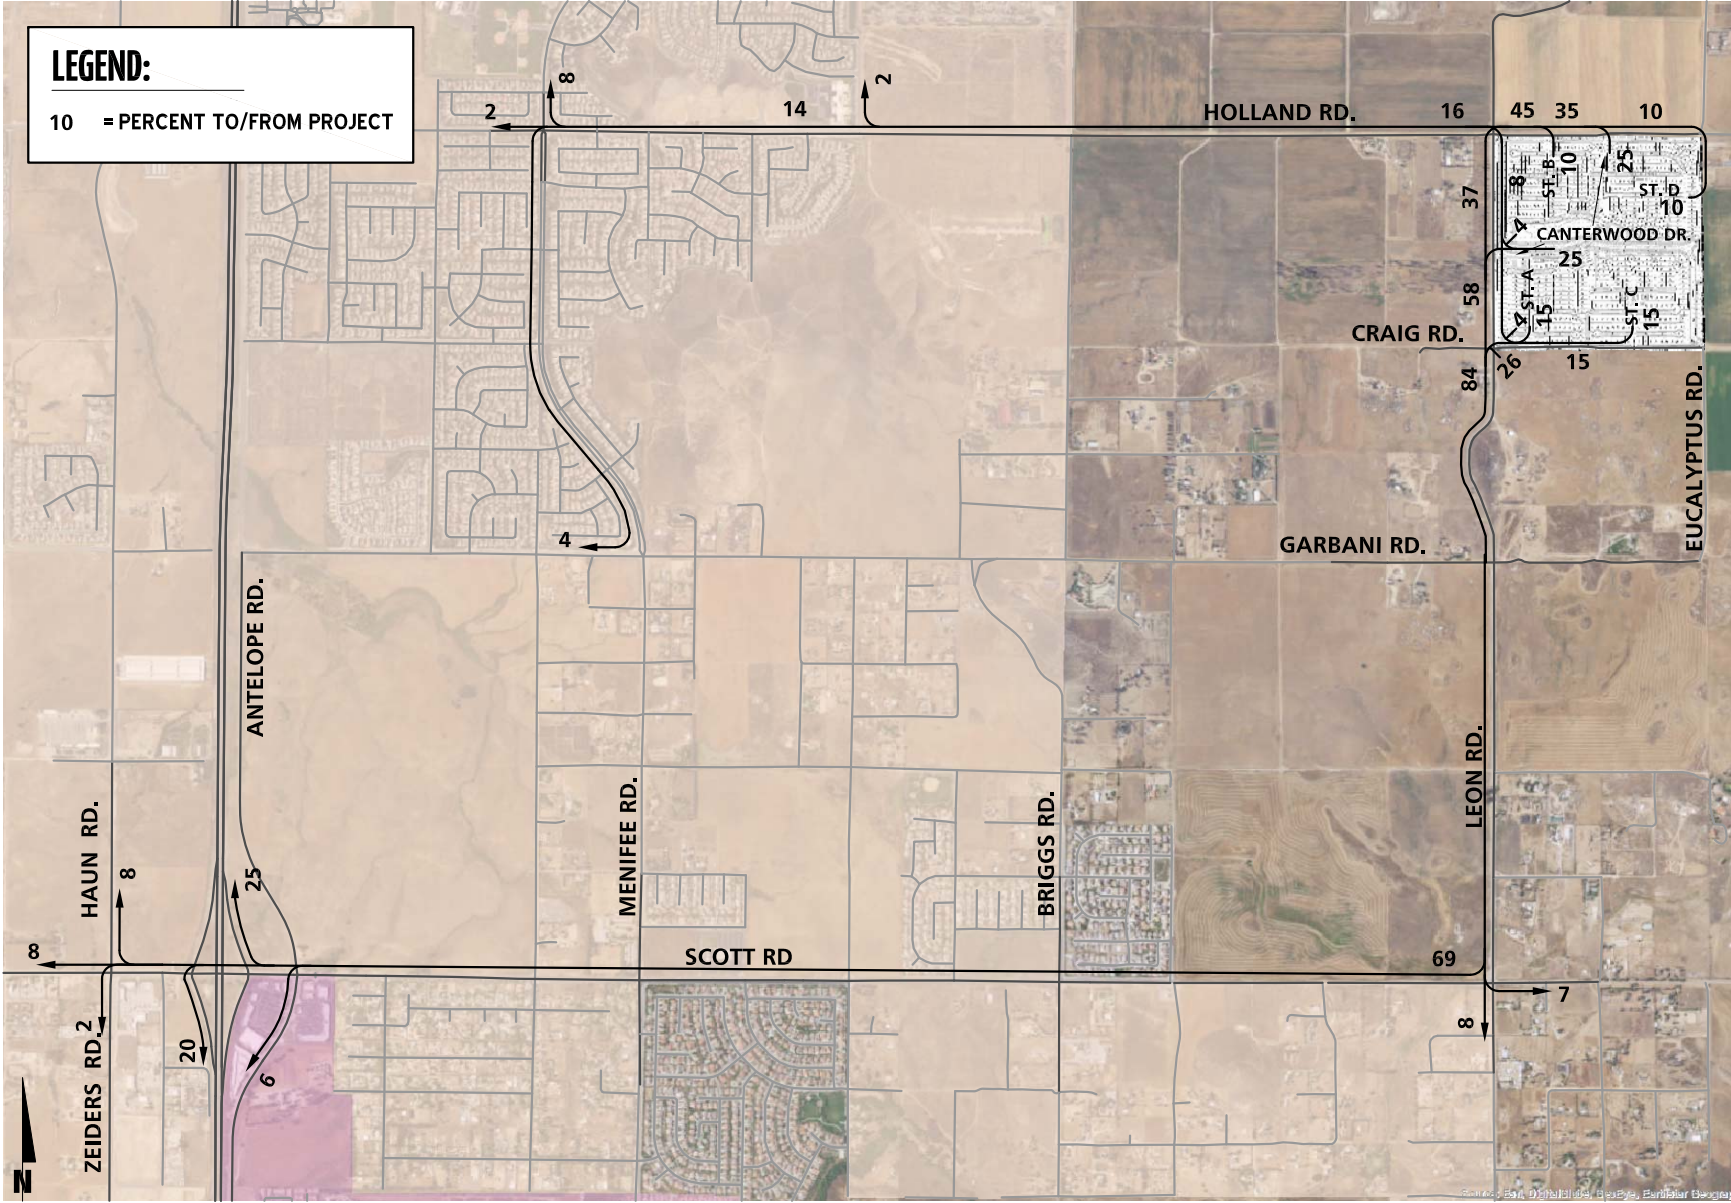 LEGEND:
10 = PERCENT TO/FROM PROJECT
8
2
2
14
HOLLAND RD.
16
45
35
10
37
8
ST. B
10
25
ST. D
10
4
CANTERWOOD DR.
25
58
ST. A
15
4
ST. C
15
CRAIG RD.
26
15
84
EUCALYPTUS RD.
4
GARBANI RD.
ANTELOPE RD.
HAUN RD.
8
25
MENIFEE RD.
BRIGGS RD.
LEON RD.
8
SCOTT RD
69
7
8
2
ZEIDERS RD.
20
6
N